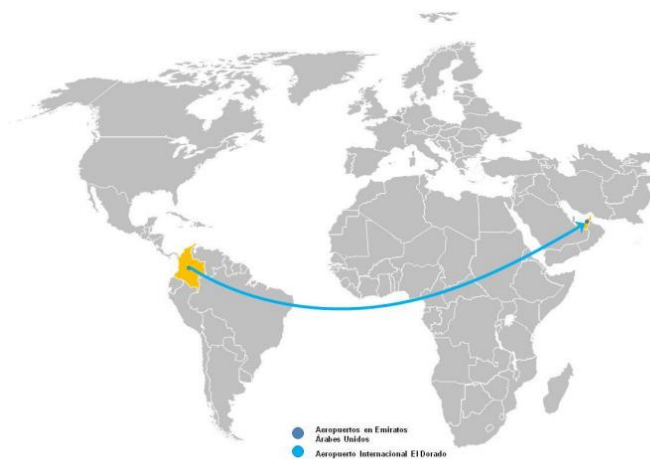 Aeropuertos en Emiratos
Árabes Unidos
Aeropuerto Internacional El Dorado